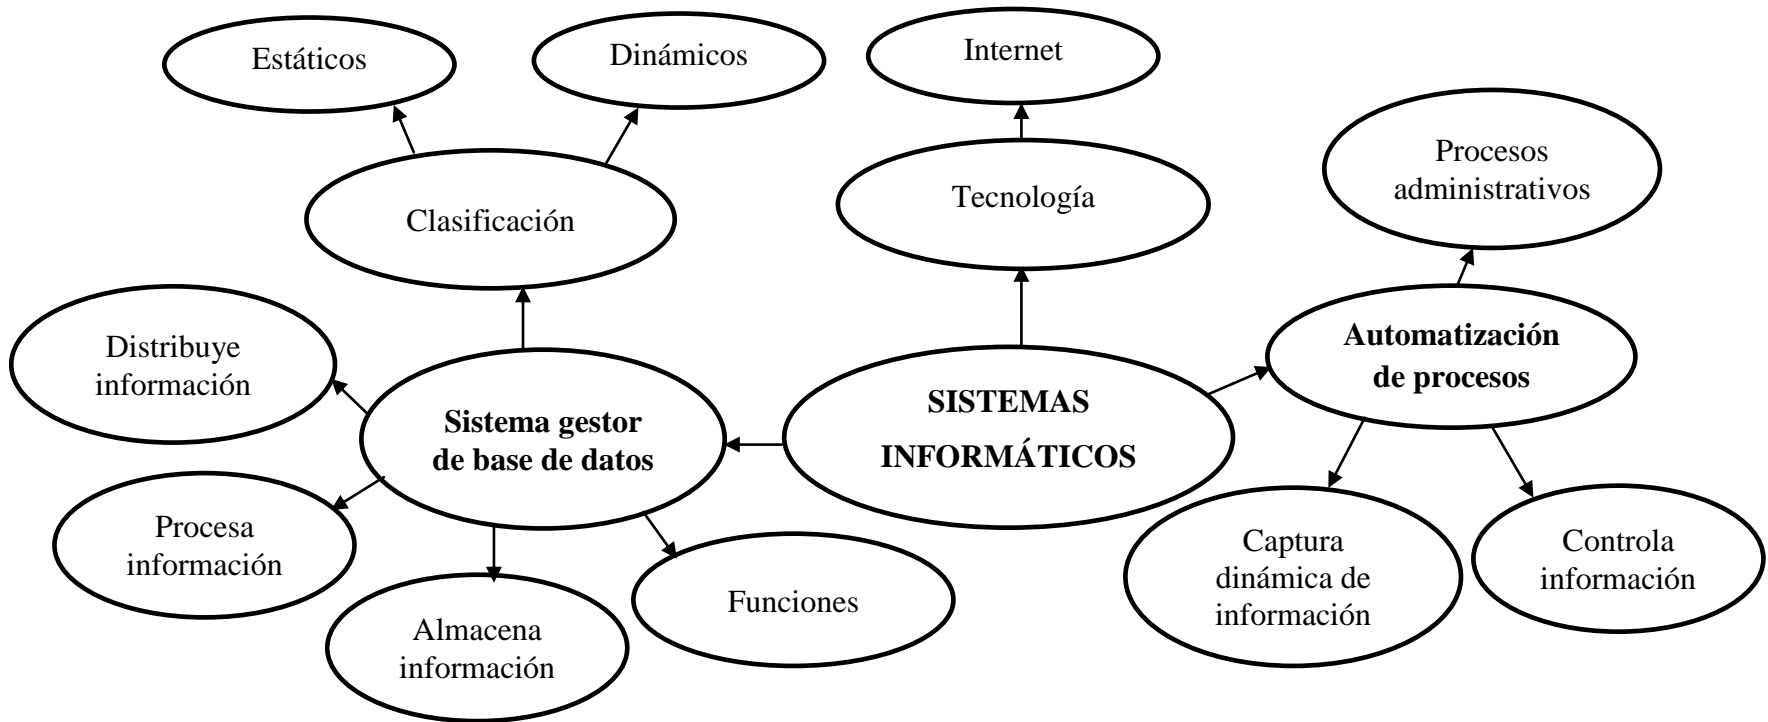 Estáticos
Dinámicos
Internet
Procesos
administrativos
Tecnología
Clasificación
Distribuye
información
Automatización
de procesos
SISTEMAS
INFORMÁTICOS
Sistema gestor
de base de datos
Procesa
información
Captura
dinámica de
información
Controla
información
Funciones
Almacena
información